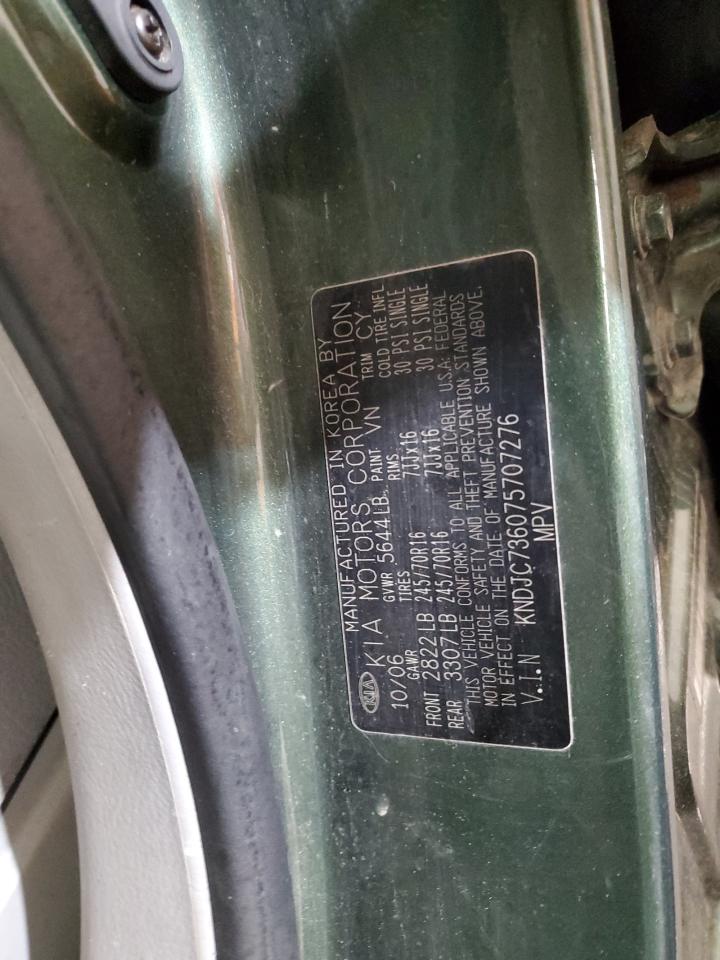 MANUFACTURED IN KOREA BY
KIA KIA MOTORS CORPORATION
10/06 GVWR 5644LB. PAINT VN TRIM CY
GAWR TIRES RIMS COLD TIRE INFL
FRONT 2822LB 245/70R16 7JJx16 30 PSI SINGLE
REAR 3307LB 245/70R16 7JJx16 30 PSI SINGLE
THIS VEHICLE CONFORMS TO ALL APPLICABLE U.S.A: FEDERAL
MOTOR VEHICLE SAFETY AND THEFT PREVENTION STANDARDS
IN EFFECT ON THE DATE OF MANUFACTURE SHOWN ABOVE.
V.I.N KNDJC736075707276
MPV